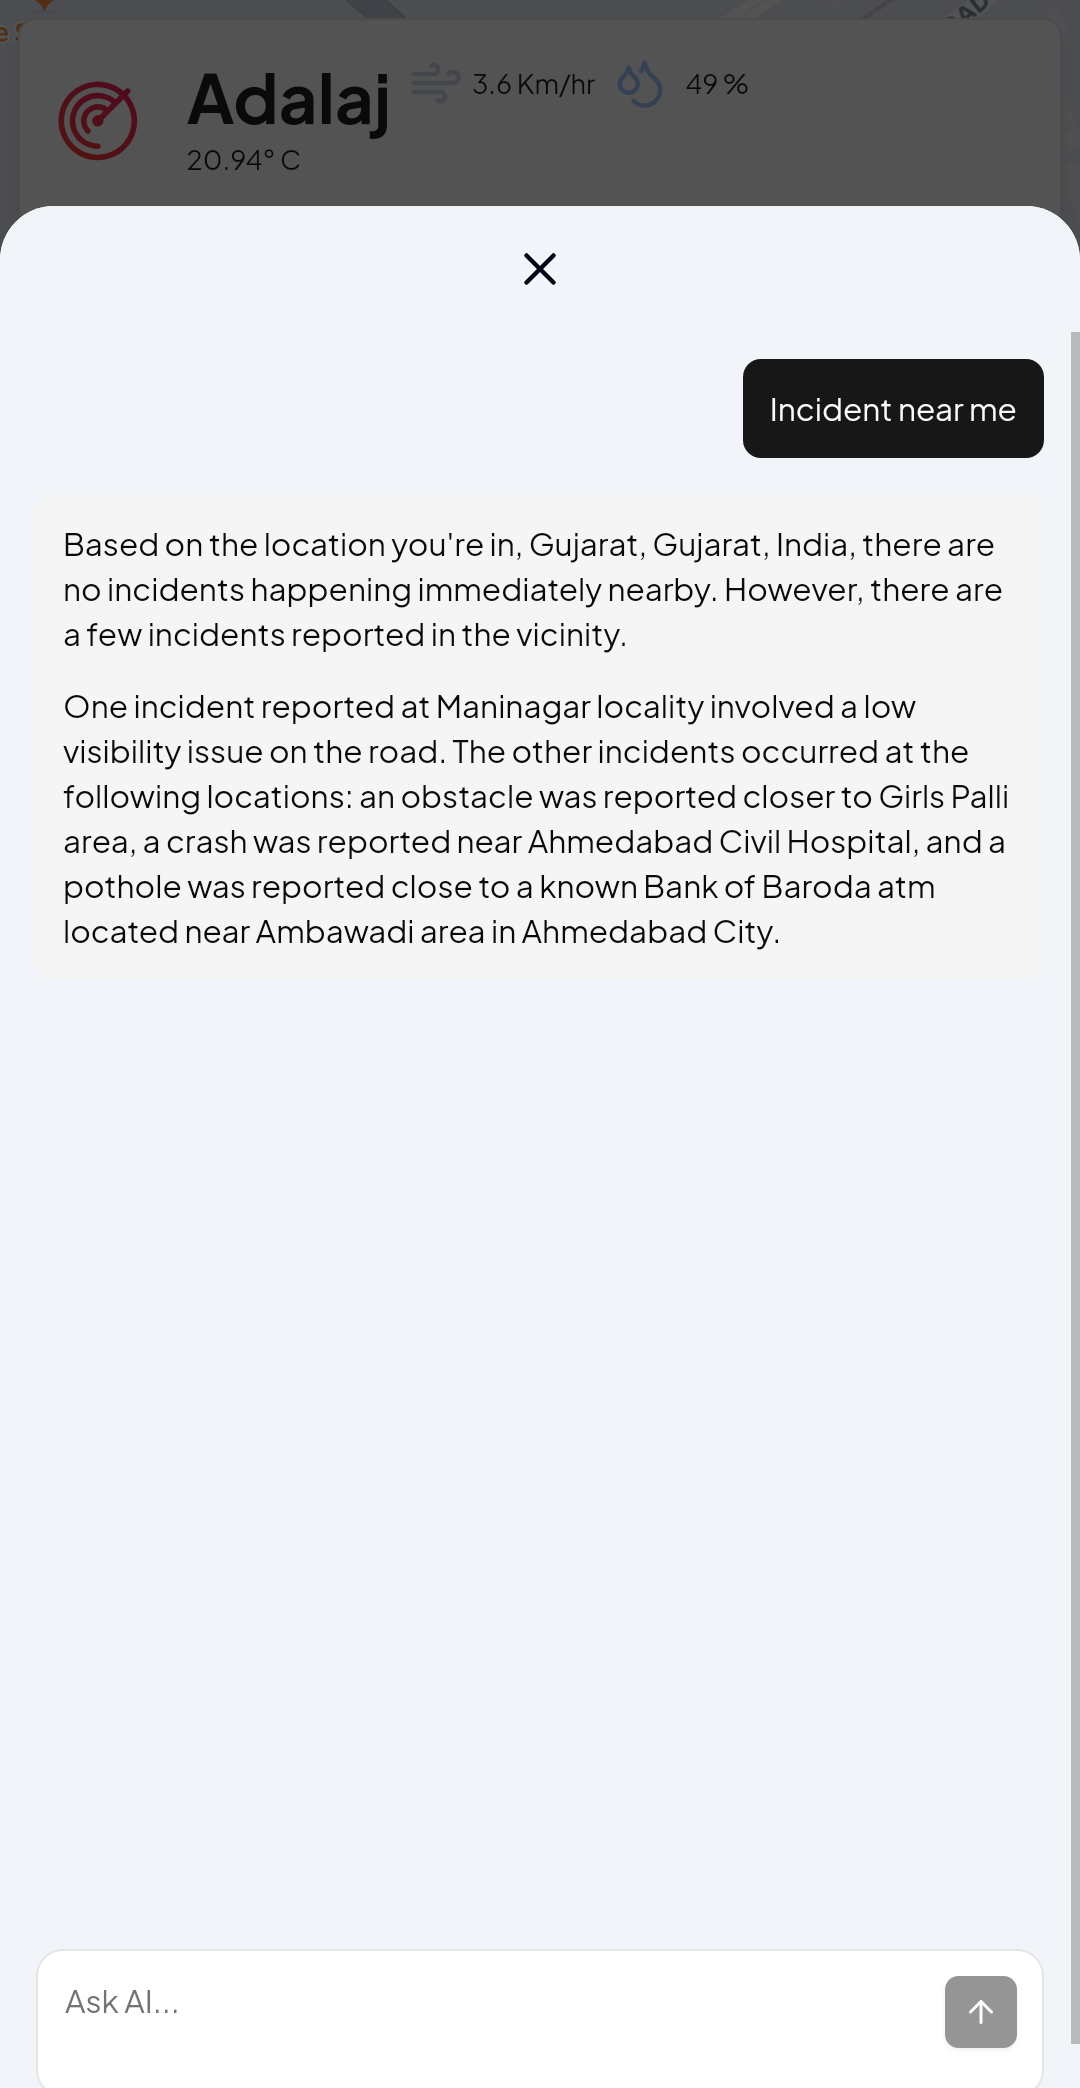 AD
e
Adalaj 3.6 Km/hr 49 %
20.94° C
Incident near me
Based on the location you're in, Gujarat, Gujarat, India, there are
no incidents happening immediately nearby. However, there are
a few incidents reported in the vicinity.
One incident reported at Maninagar locality involved a low
visibility issue on the road. The other incidents occurred at the
following locations: an obstacle was reported closer to Girls Palli
area, a crash was reported near Ahmedabad Civil Hospital, and a
pothole was reported close to a known Bank of Baroda atm
located near Ambawadi area in Ahmedabad City.
Ask AI...